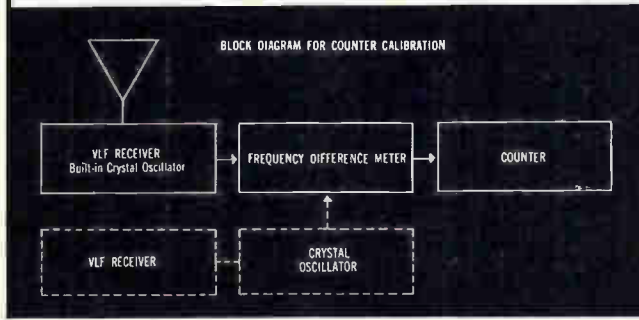 BLOCK DIAGRAM FOR COUNTER CALIBRATION
VLF RECEIVER
Built-in Crystal Oscillator
FREQUENCY DIFFERENCE METER
COUNTER
VLF RECEIVER
CRYSTAL
OSCILLATOR